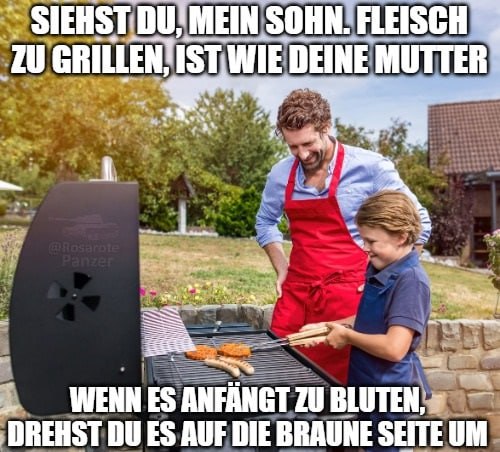 SIEHST DU, MEIN SOHN. FLEISCH
ZU GRILLEN, IST WIE DEINE MUTTER
@Rosarote
Panzer
WENN ES ANFÄNGT ZU BLUTEN,
DREHST DU ES AUF DIE BRAUNE SEITE UM